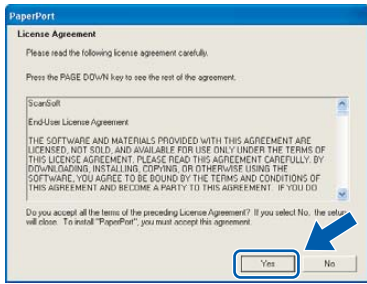 PaperPort
License Agreement
Please read the following license agreement carefully.
Press the PAGE DOWN key to see the rest of the agreement.
ScanSoft
End-User License Agreement
THE SOFTWARE AND MATERIALS PROVIDED WITH THIS AGREEMENT ARE
LICENSED, NOT SOLD, AND AVAILABLE FOR USE ONLY UNDER THE TERMS OF
THIS LICENSE AGREEMENT. PLEASE READ THIS AGREEMENT CAREFULLY. BY
DOWNLOADING, INSTALLING, COPYING, OR OTHERWISE USING THE
SOFTWARE, YOU AGREE TO BE BOUND BY THE TERMS AND CONDITIONS OF
THIS AGREEMENT AND BECOME A PARTY TO THIS AGREEMENT. IF YOU DO
Do you accept all the terms of the preceding License Agreement? If you select No, the setup
will close. To install "PaperPort", you must accept this agreement.
Yes
No